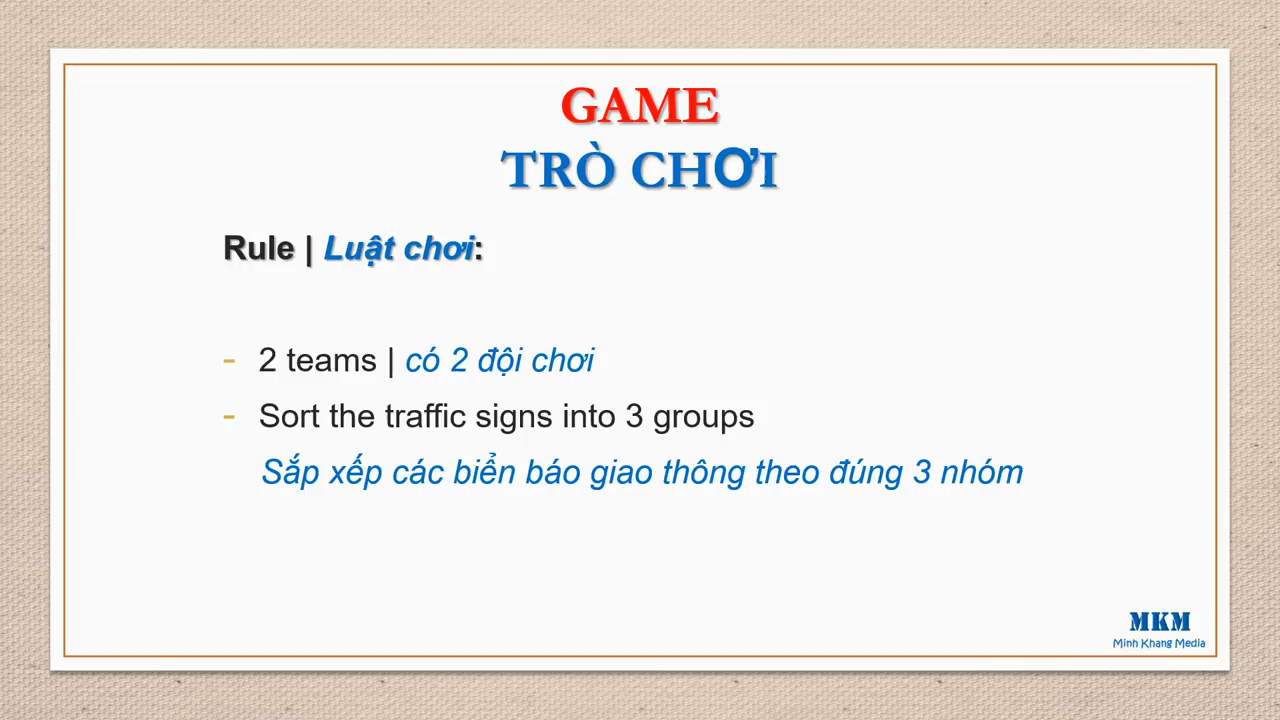 GAME
TRÒ CHƠI
Rule | Luật chơi:
- 2 teams | có 2 đội chơi
- Sort the traffic signs into 3 groups
Sắp xếp các biển báo giao thông theo đúng 3 nhóm
MKM
Minh Khang Media